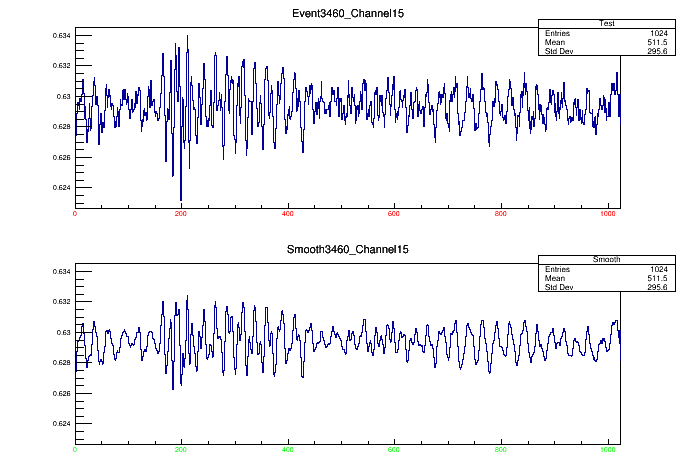 Event3460_Channel15
Test
Entries 1024
Mean 511.5
Std Dev 295.6
0.634
0.632
0.63
0.628
0.626
0.624
0 200 400 600 800 1000
Smooth3460_Channel15
Smooth
Entries 1024
Mean 511.5
Std Dev 295.6
0.634
0.632
0.63
0.628
0.626
0.624
0 200 400 600 800 1000